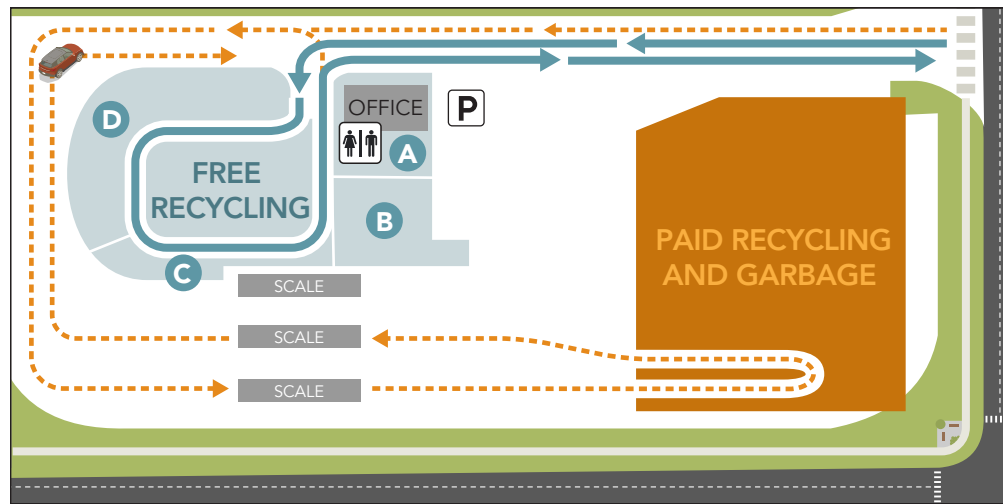 D
OFFICE
P
A
FREE
RECYCLING
B
PAID RECYCLING
AND GARBAGE
C
SCALE
SCALE
SCALE